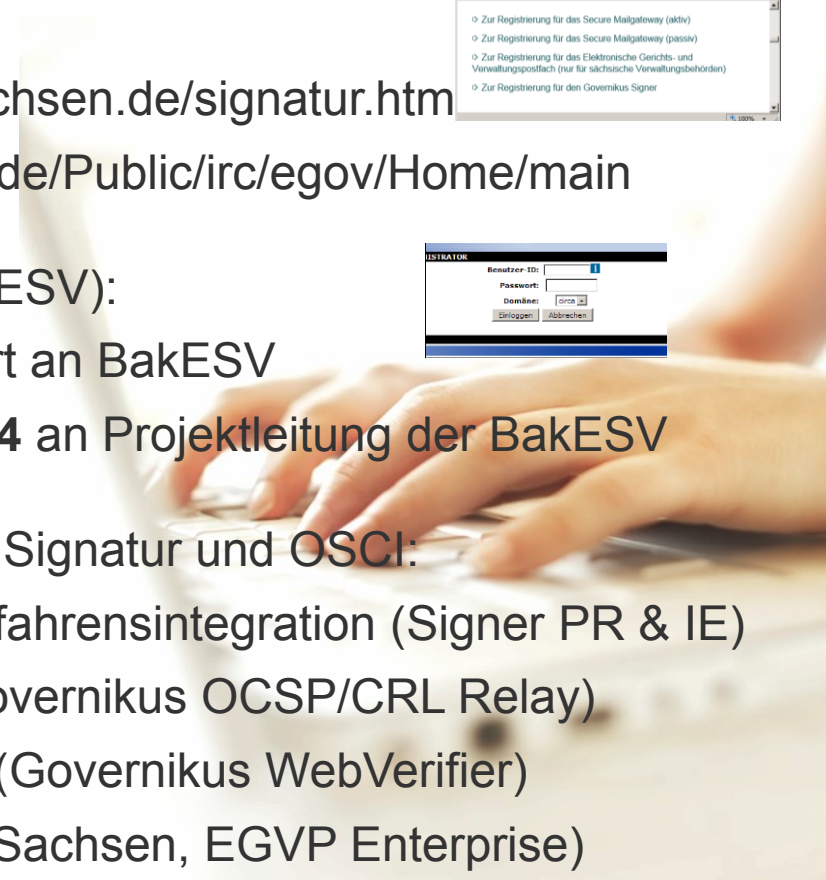 Zur Registrierung für das Secure Mailgateway (aktiv)
Zur Registrierung für das Secure Mailgateway (passiv)
Zur Registrierung für das Elektronische Gerichts- und
Verwaltungspostfach (nur für sächsische Verwaltungsbehörden)
Zur Registrierung für den Governikus Signer
100%
chsen.de/signatur.htm
de/Public/irc/egov/Home/main
ISTRATOR
Benutzer-ID:
Passwort:
Domäne: circa
Einloggen Abbrechen
ESV):
rt an BakESV
4 an Projektleitung der BakESV
Signatur und OSCI:
fahrensintegration (Signer PR & IE)
overnikus OCSP/CRL Relay)
(Governikus WebVerifier)
Sachsen, EGVP Enterprise)